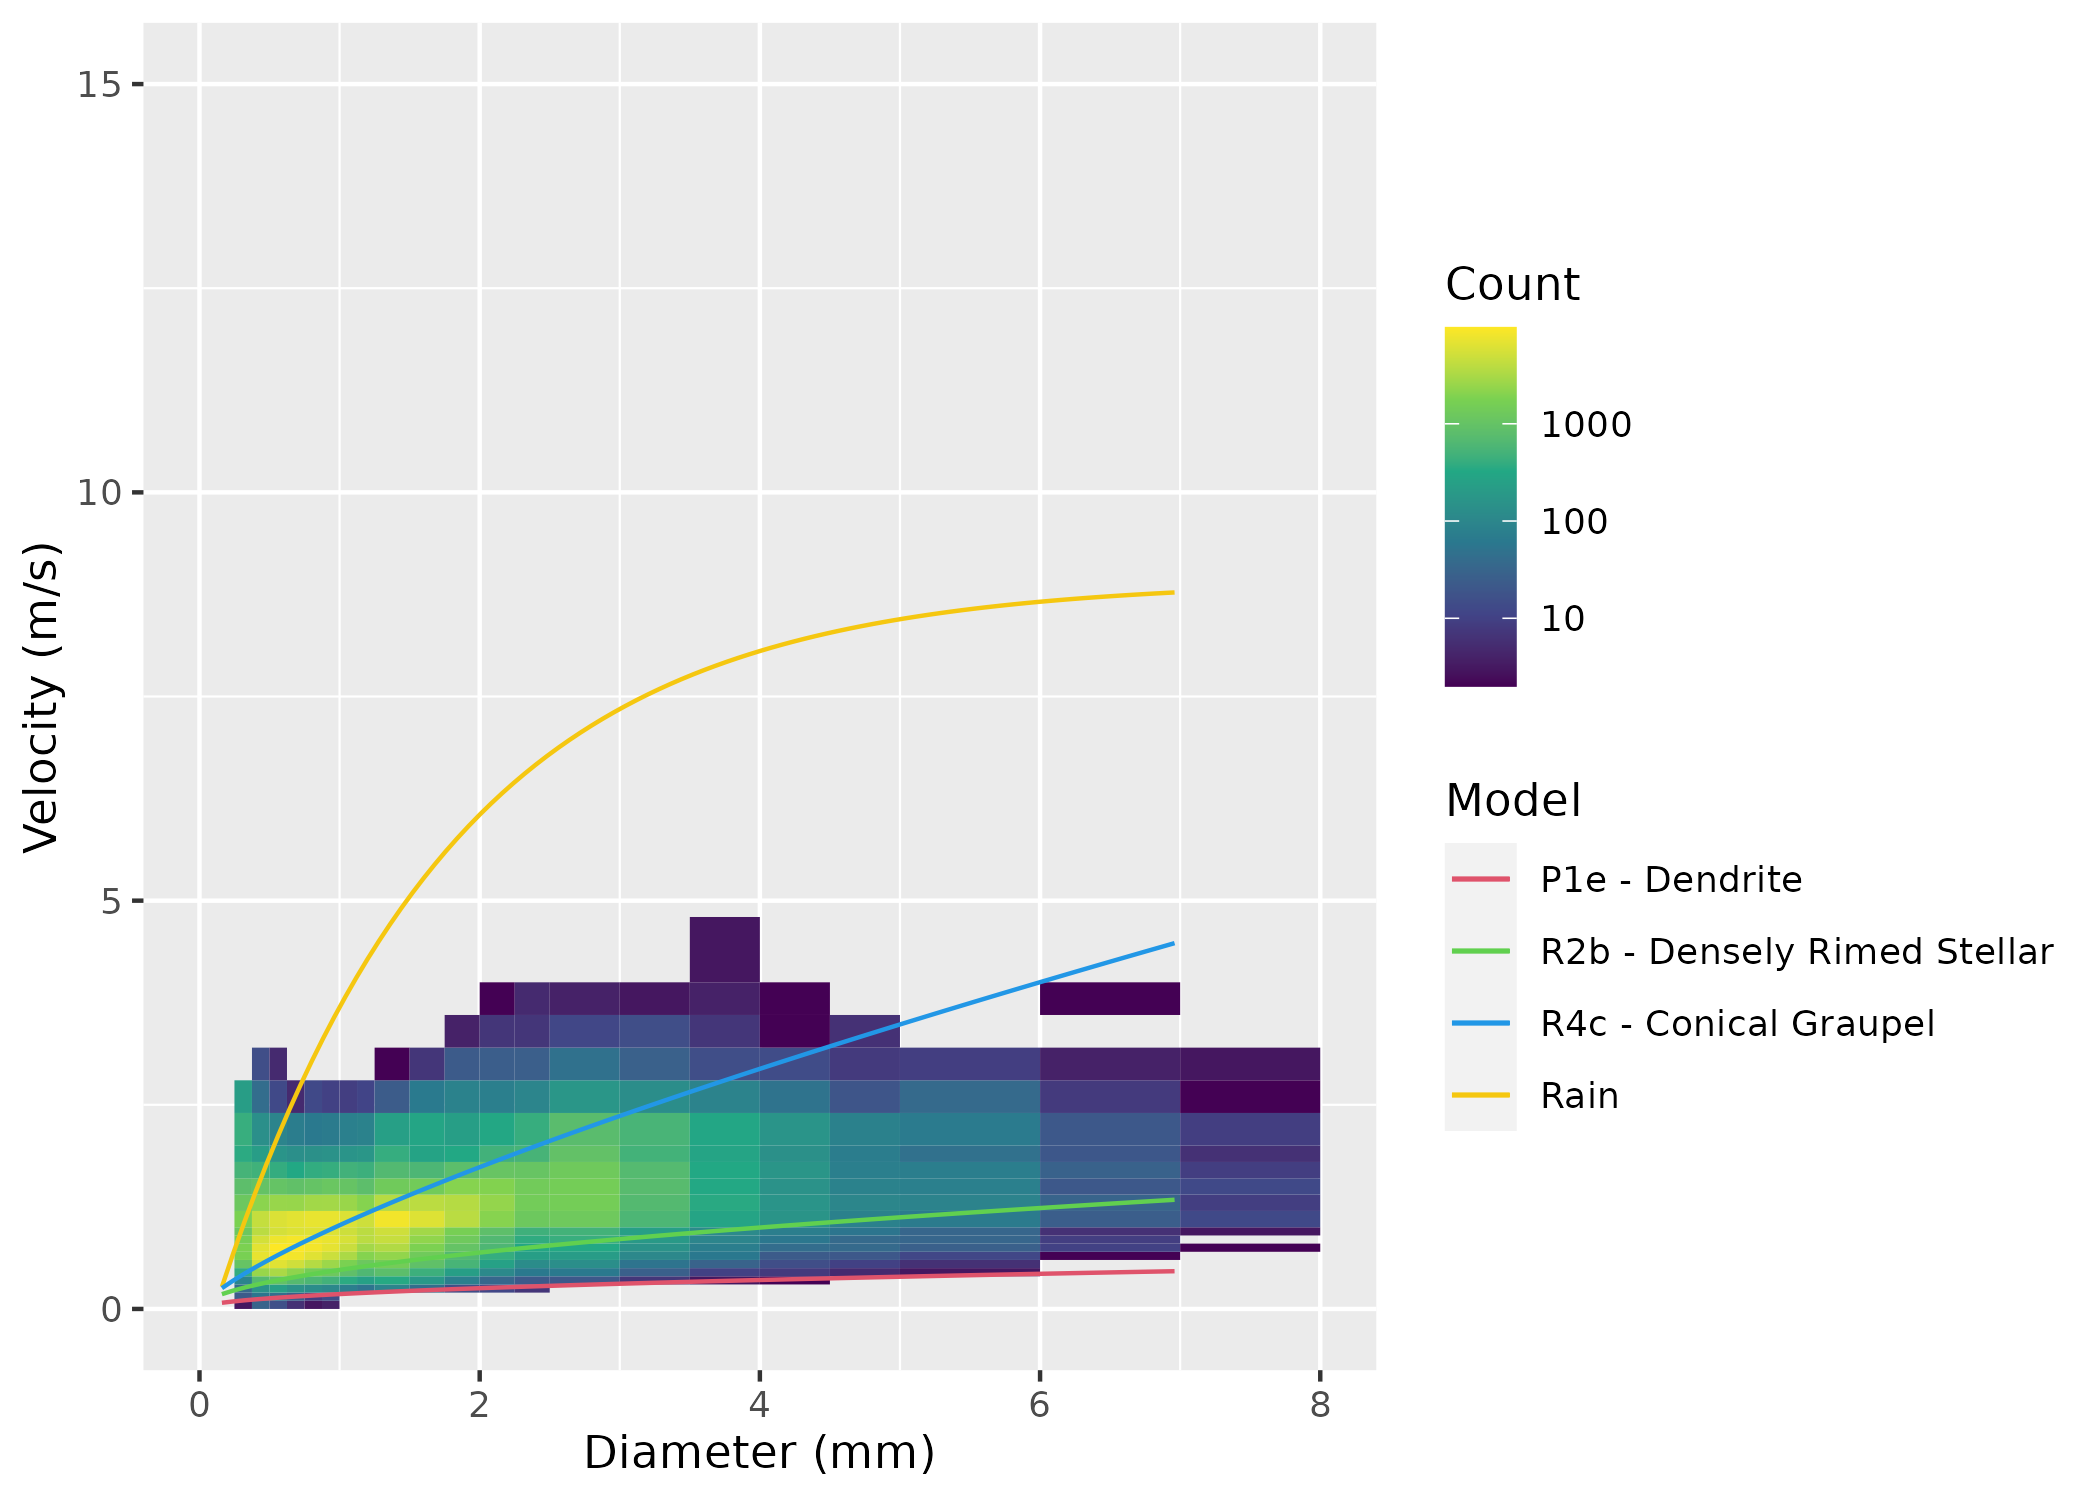 15
10
5
0
Velocity (m/s)
0 2 4 6 8
Diameter (mm)
Count
1000
100
10
Model
P1e - Dendrite
R2b - Densely Rimed Stellar
R4c - Conical Graupel
Rain